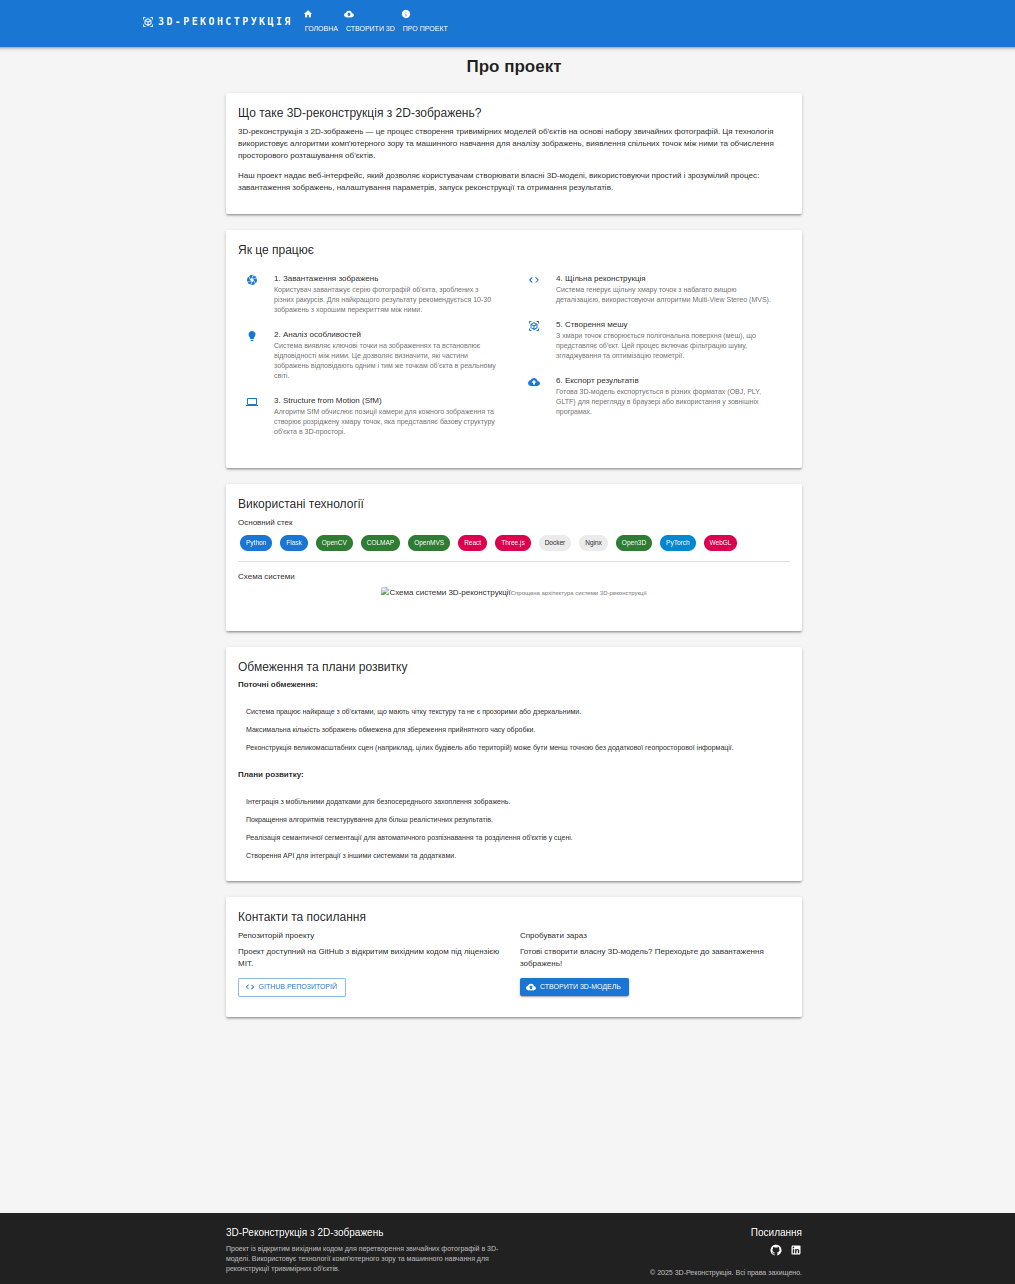 3D-РЕКОНСТРУКЦІЯ
ГОЛОВНА
СТВОРИТИ 3D
ПРО ПРОЕКТ
Про проект
Що таке 3D-реконструкція з 2D-зображень?
3D-реконструкція з 2D-зображень — це процес створення тривимірних моделей об'єктів на основі набору звичайних фотографій. Ця технологія
використовує алгоритми комп'ютерного зору та машинного навчання для аналізу зображень, виявлення спільних точок між ними та обчислення
просторового розташування об'єктів.
Наш проект надає веб-інтерфейс, який дозволяє користувачам створювати власні 3D-моделі, використовуючи простий і зрозумілий процес:
завантаження зображень, налаштування параметрів, запуск реконструкції та отримання результатів.
Як це працює
1. Завантаження зображень
Користувач завантажує серію фотографій об'єкта, зроблених з
різних ракурсів. Для найкращого результату рекомендується 10-30
зображень з хорошим перекриттям між ними.
2. Аналіз особливостей
Система виявляє ключові точки на зображеннях та встановлює
відповідності між ними. Це дозволяє визначити, які частини
зображень відповідають одним і тим же точкам об'єкта в реальному
світі.
3. Structure from Motion (SfM)
Алгоритм SfM обчислює позиції камери для кожного зображення та
створює розріджену хмару точок, яка представляє базову структуру
об'єкта в 3D-просторі.
4. Щільна реконструкція
Система генерує щільну хмару точок з набагато вищою
деталізацією, використовуючи алгоритми Multi-View Stereo (MVS).
5. Створення мешу
З хмари точок створюється полігональна поверхня (меш), що
представляє об'єкт. Цей процес включає фільтрацію шуму,
згладжування та оптимізацію геометрії.
6. Експорт результатів
Готова 3D-модель експортується в різних форматах (OBJ, PLY,
GLTF) для перегляду в браузері або використання у зовнішніх
програмах.
Використані технології
Основний стек
Python
Flask
OpenCV
COLMAP
OpenMVS
React
Three.js
Docker
Nginx
Open3D
PyTorch
WebGL
Схема системи
Схема системи 3D-реконструкції Спрощена архітектура системи 3D-реконструкції
Обмеження та плани розвитку
Поточні обмеження:
Система працює найкраще з об'єктами, що мають чітку текстуру та не є прозорими або дзеркальними.
Максимальна кількість зображень обмежена для збереження прийнятного часу обробки.
Реконструкція великомасштабних сцен (наприклад, цілих будівель або територій) може бути менш точною без додаткової геопросторової інформації.
Плани розвитку:
Інтеграція з мобільними додатками для безпосереднього захоплення зображень.
Покращення алгоритмів текстурування для більш реалістичних результатів.
Реалізація семантичної сегментації для автоматичного розпізнавання та розділення об'єктів у сцені.
Створення API для інтеграції з іншими системами та додатками.
Контакти та посилання
Репозиторій проекту
Проект доступний на GitHub з відкритим вихідним кодом під ліцензією
MIT.
GITHUB РЕПОЗИТОРІЙ
Спробувати зараз
Готові створити власну 3D-модель? Переходьте до завантаження
зображень!
СТВОРИТИ 3D-МОДЕЛЬ
3D-Реконструкція з 2D-зображень
Проект із відкритим вихідним кодом для перетворення звичайних фотографій в 3D-
моделі. Використовує технології комп'ютерного зору та машинного навчання для
реконструкції тривимірних об'єктів.
Посилання
© 2025 3D-Реконструкція. Всі права захищено.